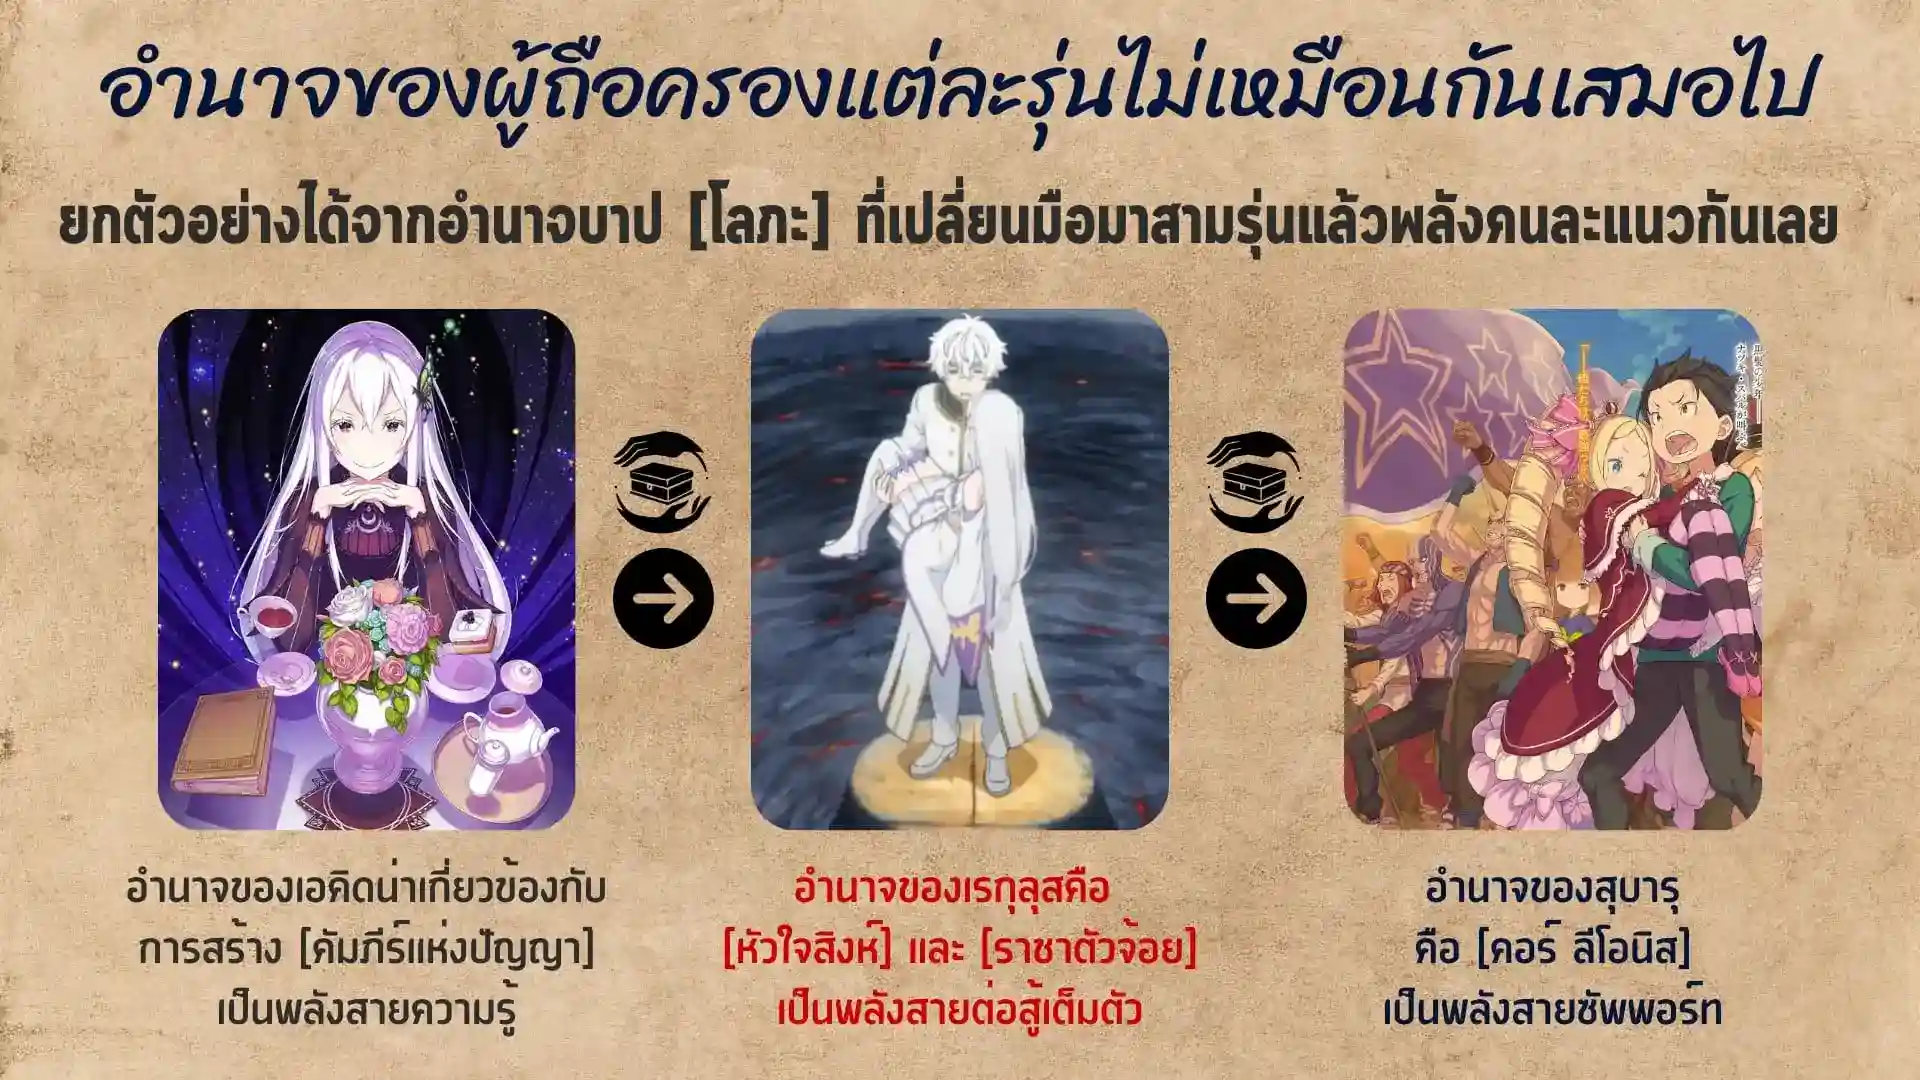 อำนาจของผู้ถือครองแต่ละรุ่นไม่เหมือนกันเสมอไป
ยกตัวอย่างได้จากอำนาจบาป [โลภะ] ที่เปลี่ยนมือมาสามรุ่นแล้วพลังคนละแนวกันเลย
อำนาจของเอคิดน่าเกี่ยวข้องกับ
การสร้าง [คัมภีร์แห่งปัญญา]
เป็นพลังสายความรู้
อำนาจของเรกุลุสคือ
[หัวใจสิงห์] และ [ราชาตัวจ้อย]
เป็นพลังสายต่อสู้เต็มตัว
อำนาจของสุบารุ
คือ [คอร์ ลีโอนิส]
เป็นพลังสายซัพพอร์ท